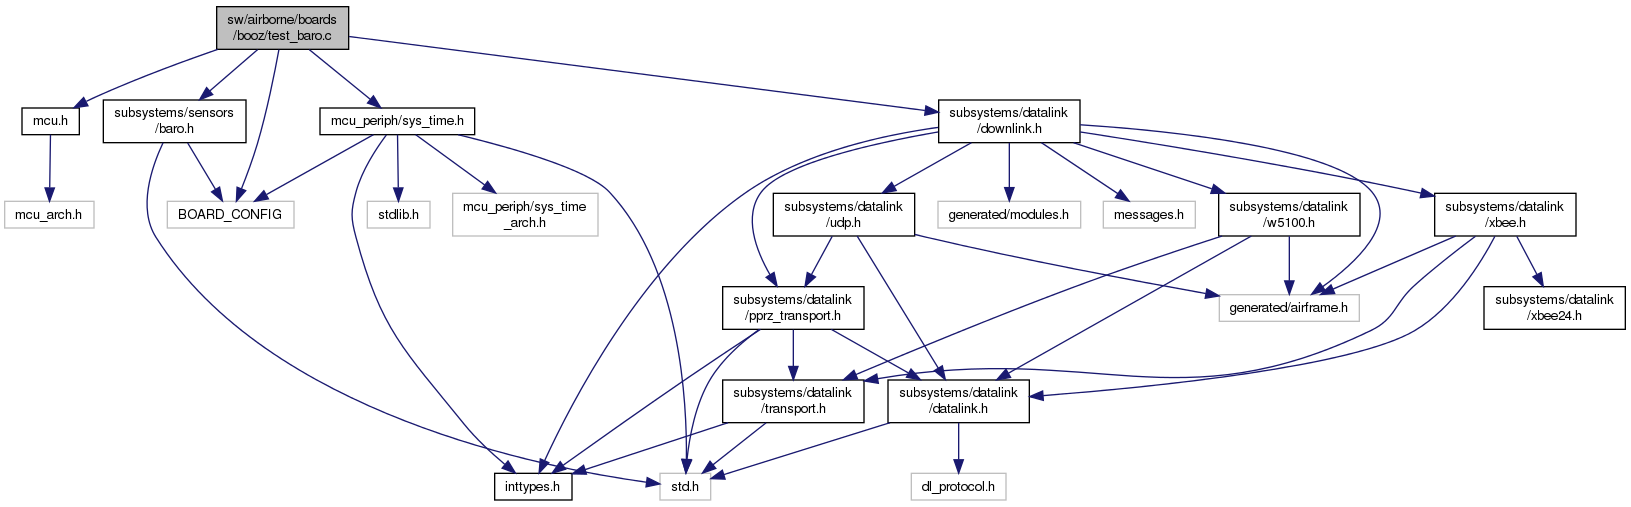 sw/airborne/boards
/booz/test_baro.c
mcu.h
subsystems/sensors
/baro.h
mcu_periph/sys_time.h
subsystems/datalink
/downlink.h
mcu_arch.h
BOARD_CONFIG
stdlib.h
mcu_periph/sys_time
_arch.h
subsystems/datalink
/udp.h
generated/modules.h
messages.h
subsystems/datalink
/w5100.h
subsystems/datalink
/xbee.h
subsystems/datalink
/pprz_transport.h
generated/airframe.h
subsystems/datalink
/xbee24.h
subsystems/datalink
/transport.h
subsystems/datalink
/datalink.h
inttypes.h
std.h
dl_protocol.h